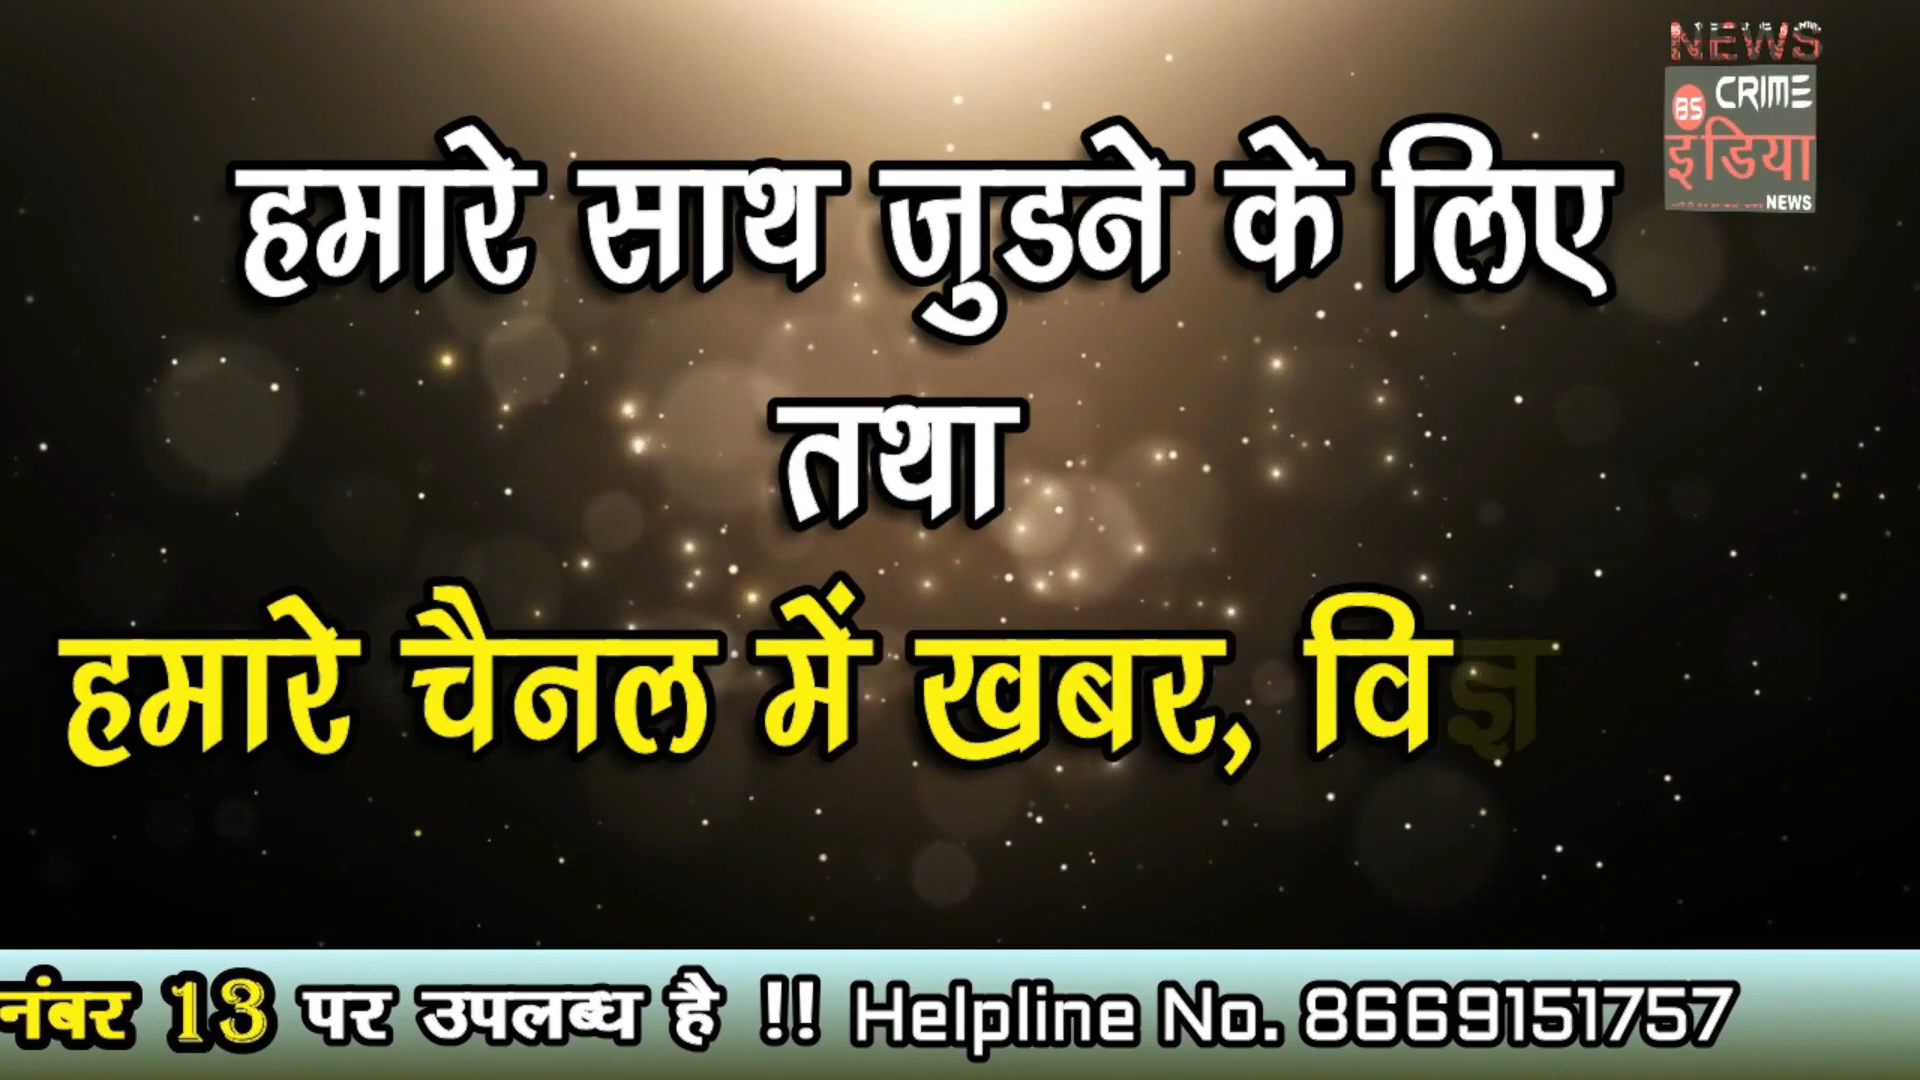 NEWS
BS CRIME
इंडिया
NEWS
हमारे साथ जुडने के लिए
तथा
हमारे चैनल में खबर, विज्ञ
नंबर 13 पर उपलब्ध है !! Helpline No. 8669151757